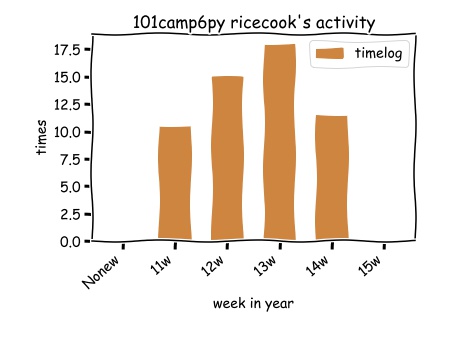 101camp6py ricecook's activity
timelog
times
17.5
15.0
12.5
10.0
7.5
5.0
2.5
0.0
Nonew
11w
12w
13w
14w
15w
week in year